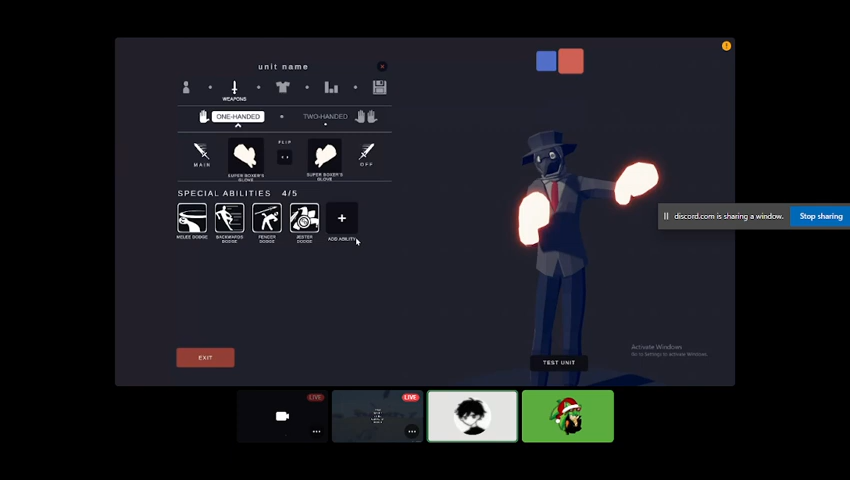 unit name
WEAPONS
ONE-HANDED
TWO-HANDED
FLIP
MAIN
SUPER BOXER'S
GLOVE
SUPER BOXER'S
GLOVE
OFF
SPECIAL ABILITIES 4/5
MELEE DODGE
BACKWARDS
DODGE
FENCER
DODGE
JESTER
DODGE
ADD ABILITY
EXIT
TEST UNIT
Activate Windows
Go to Settings to activate Windows.
discord.com is sharing a window.
Stop sharing
LIVE
LIVE